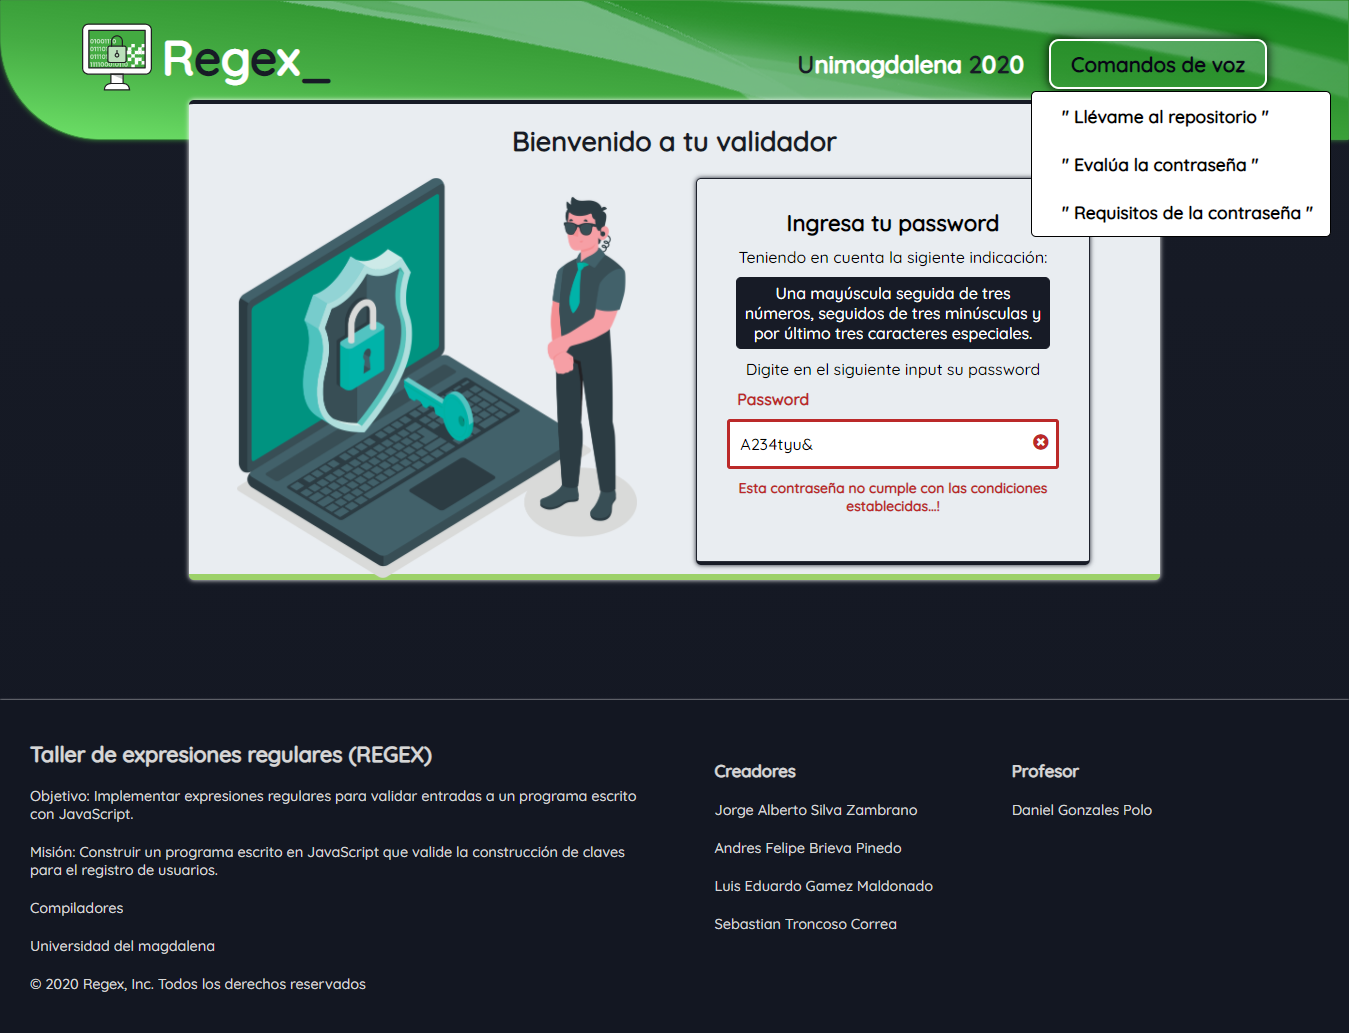 Regex_
Unimagdalena 2020
Comandos de voz
" Llévame al repositorio "
" Evalúa la contraseña "
" Requisitos de la contraseña "
Bienvenido a tu validador
Ingresa tu password
Teniendo en cuenta la sigiente indicación:
Una mayúscula seguida de tres
números, seguidos de tres minúsculas y
por último tres caracteres especiales.
Digite en el siguiente input su password
Password
A234tyu&
Esta contraseña no cumple con las condiciones
establecidas...!
Taller de expresiones regulares (REGEX)
Objetivo: Implementar expresiones regulares para validar entradas a un programa escrito
con JavaScript.
Misión: Construir un programa escrito en JavaScript que valide la construcción de claves
para el registro de usuarios.
Compiladores
Universidad del magdalena
© 2020 Regex, Inc. Todos los derechos reservados
Creadores
Jorge Alberto Silva Zambrano
Andres Felipe Brieva Pinedo
Luis Eduardo Gamez Maldonado
Sebastian Troncoso Correa
Profesor
Daniel Gonzales Polo